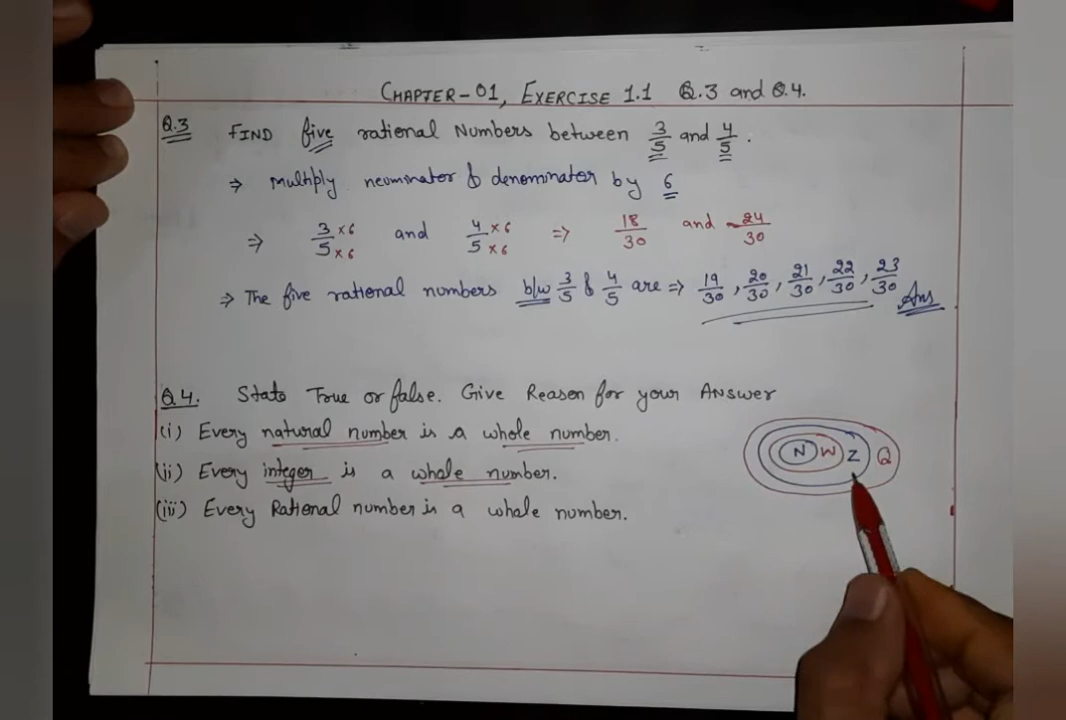 CHAPTER-01, EXERCISE 1.1 Q.3 and Q.4.
Q.3 FIND five rational Numbers between 3/5 and 4/5.
⇒ Multiply neuminator & denominator by 6
⇒ 3×6/5×6 and 4×6/5×6 ⇒ 18/30 and 24/30
⇒ The five rational numbers b/w 3/5 & 4/5 are ⇒ 19/30, 20/30, 21/30, 22/30, 23/30 Ans
Q.4. State True or false. Give Reason for your Answer
(i) Every natural number is a whole number.
(ii) Every integer is a whole number.
(iii) Every Rational number is a whole number.
N W Z Q